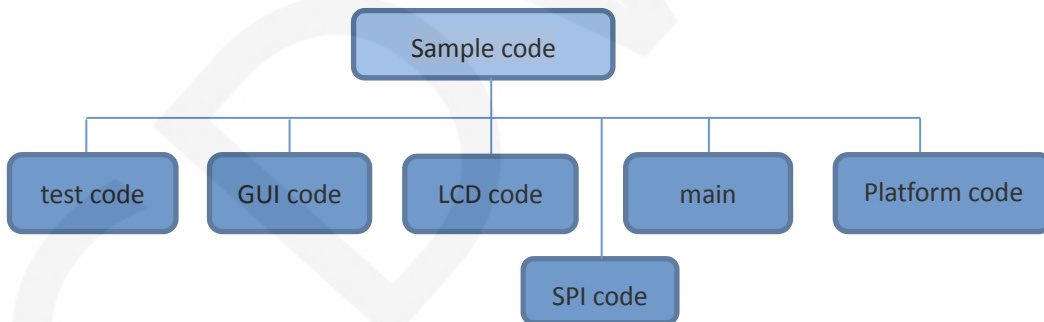 Sample code
test code
GUI code
LCD code
main
Platform code
SPI code